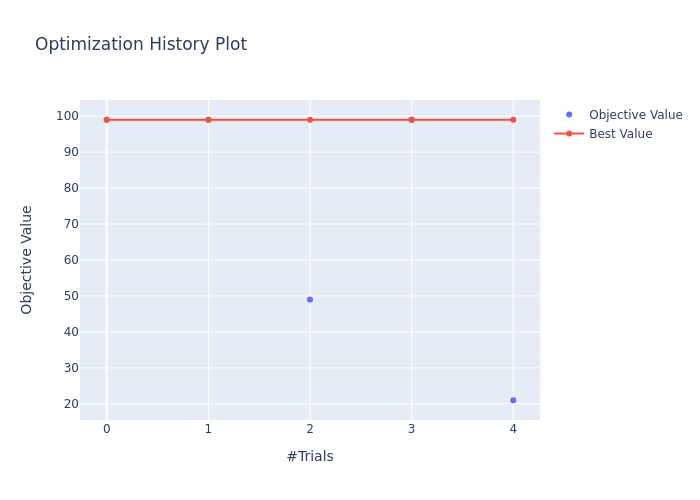 Optimization History Plot
Objective Value
100
90
80
70
60
50
40
30
20
0 1 2 3 4
#Trials
Objective Value
Best Value